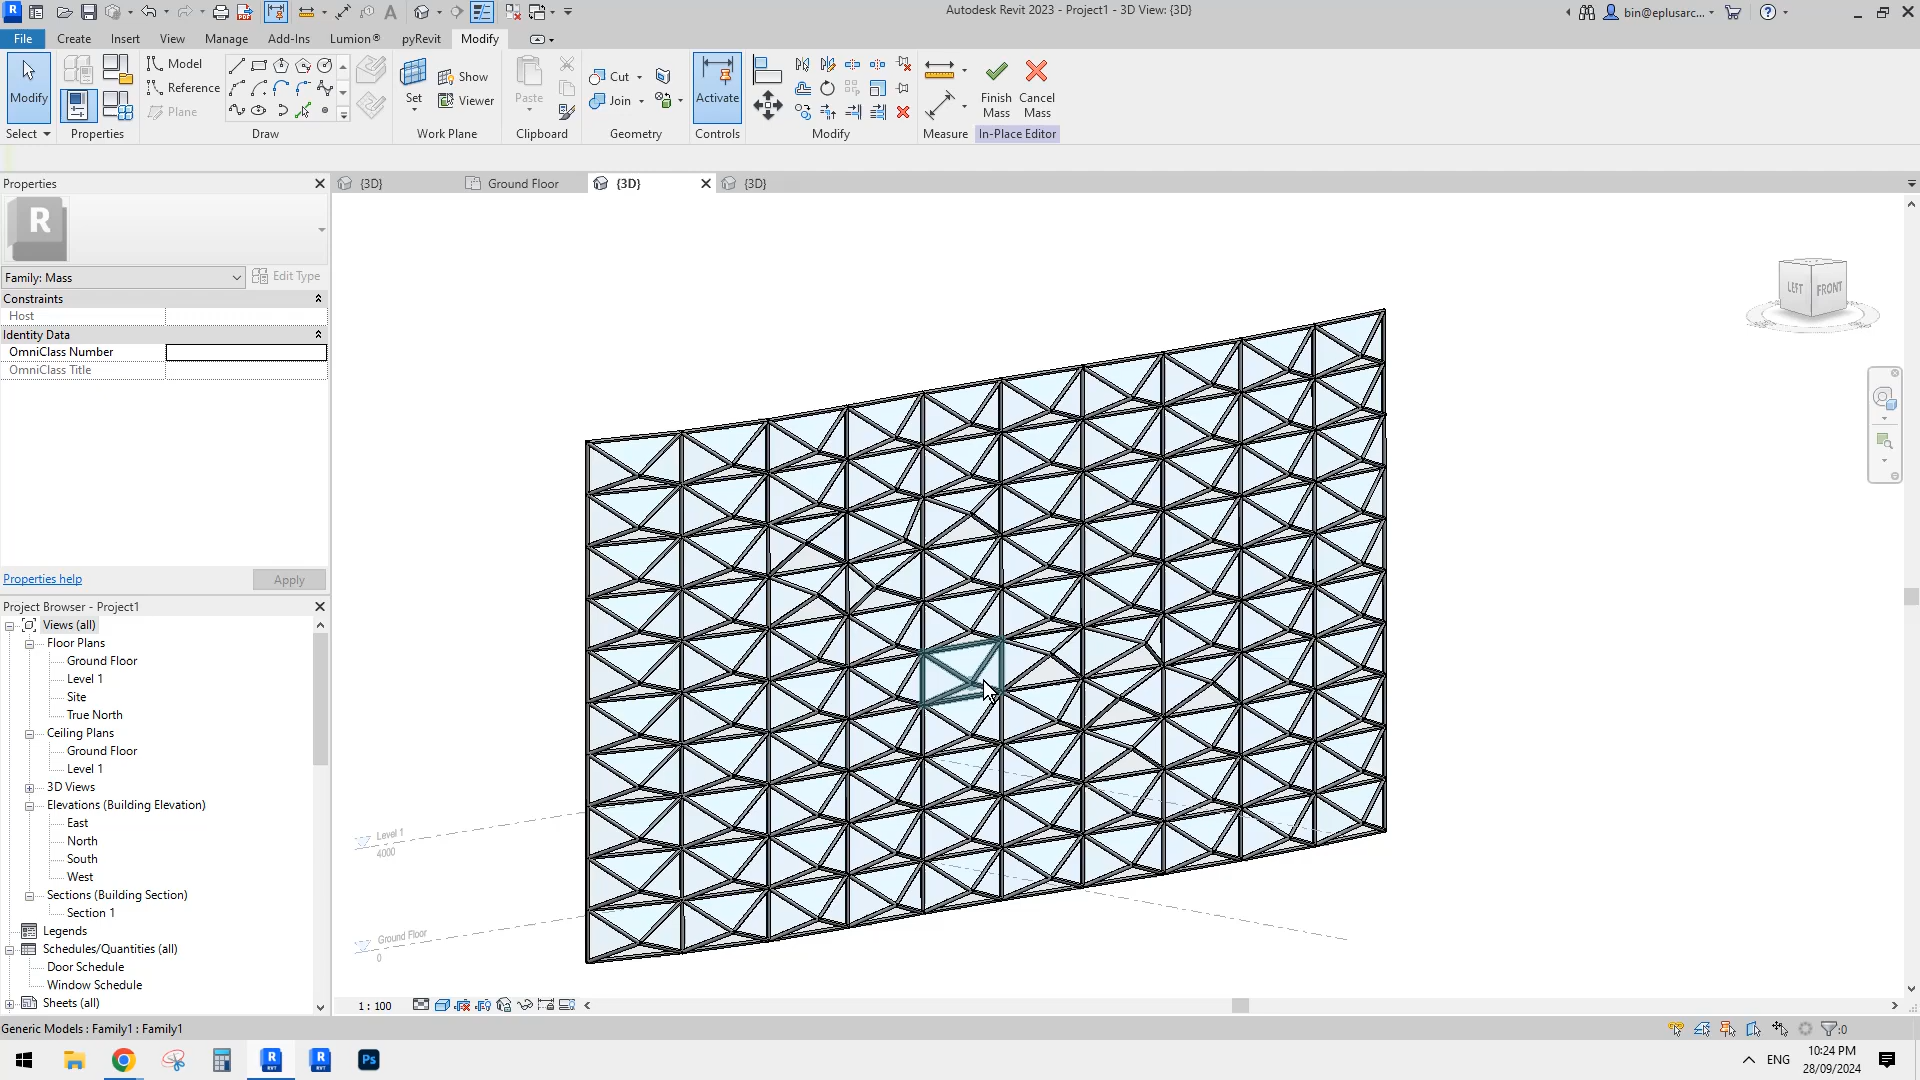 Autodesk Revit 2023 - Project1 - 3D View: {3D}
bin@eplusarc...
File
Create
Insert
View
Manage
Add-Ins
Lumion®
pyRevit
Modify
Modify
Model
Reference
Plane
Set
Show
Viewer
Paste
Cut
Join
Activate
Finish
Mass
Cancel
Mass
Select
Properties
Draw
Work Plane
Clipboard
Geometry
Controls
Modify
Measure
In-Place Editor
Properties
{3D}
Ground Floor
{3D}
{3D}
R
Family: Mass
Edit Type
Constraints
Host
Identity Data
OmniClass Number
OmniClass Title
Properties help
Apply
Project Browser - Project1
Views (all)
Floor Plans
Ground Floor
Level 1
Site
True North
Ceiling Plans
Ground Floor
Level 1
3D Views
Elevations (Building Elevation)
East
North
South
West
Sections (Building Section)
Section 1
Legends
Schedules/Quantities (all)
Door Schedule
Window Schedule
Sheets (all)
LEFT
FRONT
Level 1
4000
Ground Floor
0
1 : 100
Generic Models : Family1 : Family1
:0
ENG
10:24 PM
28/09/2024